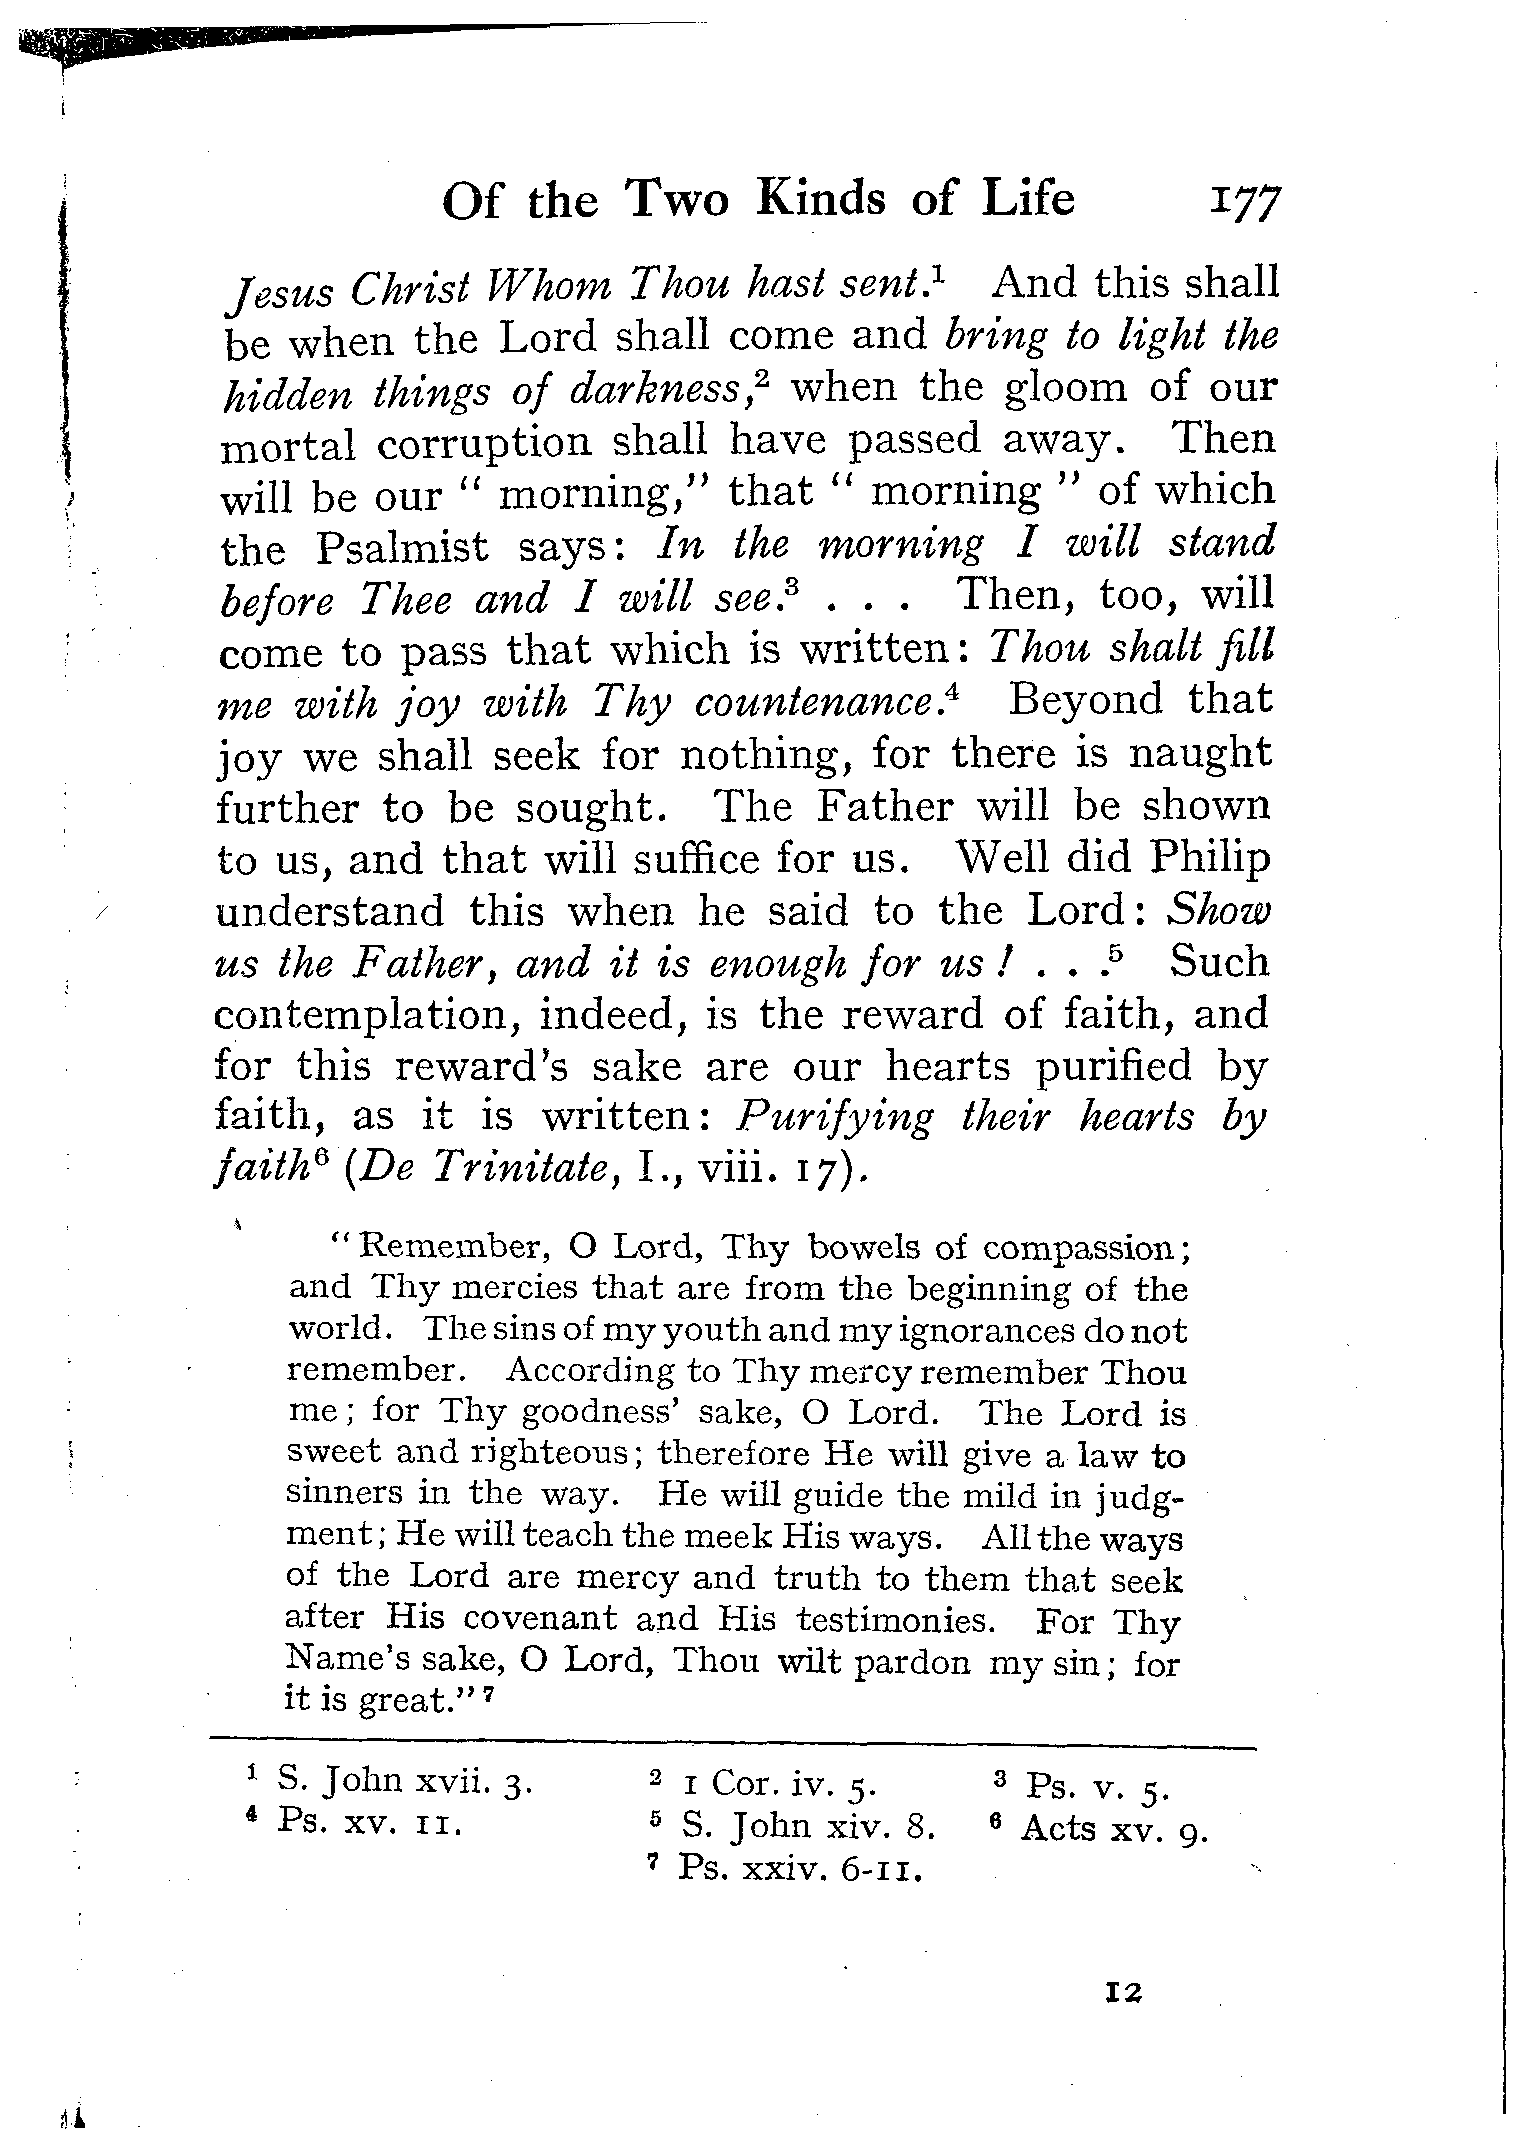 Of the Two Kinds of Life 177
Jesus Christ Whom Thou hast sent.¹ And this shall
be when the Lord shall come and bring to light the
hidden things of darkness,² when the gloom of our
mortal corruption shall have passed away. Then
will be our “ morning,” that “ morning ” of which
the Psalmist says: In the morning I will stand
before Thee and I will see.³ . . . Then, too, will
come to pass that which is written: Thou shalt fill
me with joy with Thy countenance.⁴ Beyond that
joy we shall seek for nothing, for there is naught
further to be sought. The Father will be shown
to us, and that will suffice for us. Well did Philip
understand this when he said to the Lord: Show
us the Father, and it is enough for us ! . . .⁵ Such
contemplation, indeed, is the reward of faith, and
for this reward's sake are our hearts purified by
faith, as it is written: Purifying their hearts by
faith⁶ (De Trinitate, I., viii. 17).
“Remember, O Lord, Thy bowels of compassion;
and Thy mercies that are from the beginning of the
world. The sins of my youth and my ignorances do not
remember. According to Thy mercy remember Thou
me; for Thy goodness' sake, O Lord. The Lord is
sweet and righteous; therefore He will give a law to
sinners in the way. He will guide the mild in judg-
ment; He will teach the meek His ways. All the ways
of the Lord are mercy and truth to them that seek
after His covenant and His testimonies. For Thy
Name's sake, O Lord, Thou wilt pardon my sin; for
it is great.”⁷
¹ S. John xvii. 3. ² 1 Cor. iv. 5. ³ Ps. v. 5.
⁴ Ps. xv. 11. ⁵ S. John xiv. 8. ⁶ Acts xv. 9.
⁷ Ps. xxiv. 6-11.
12